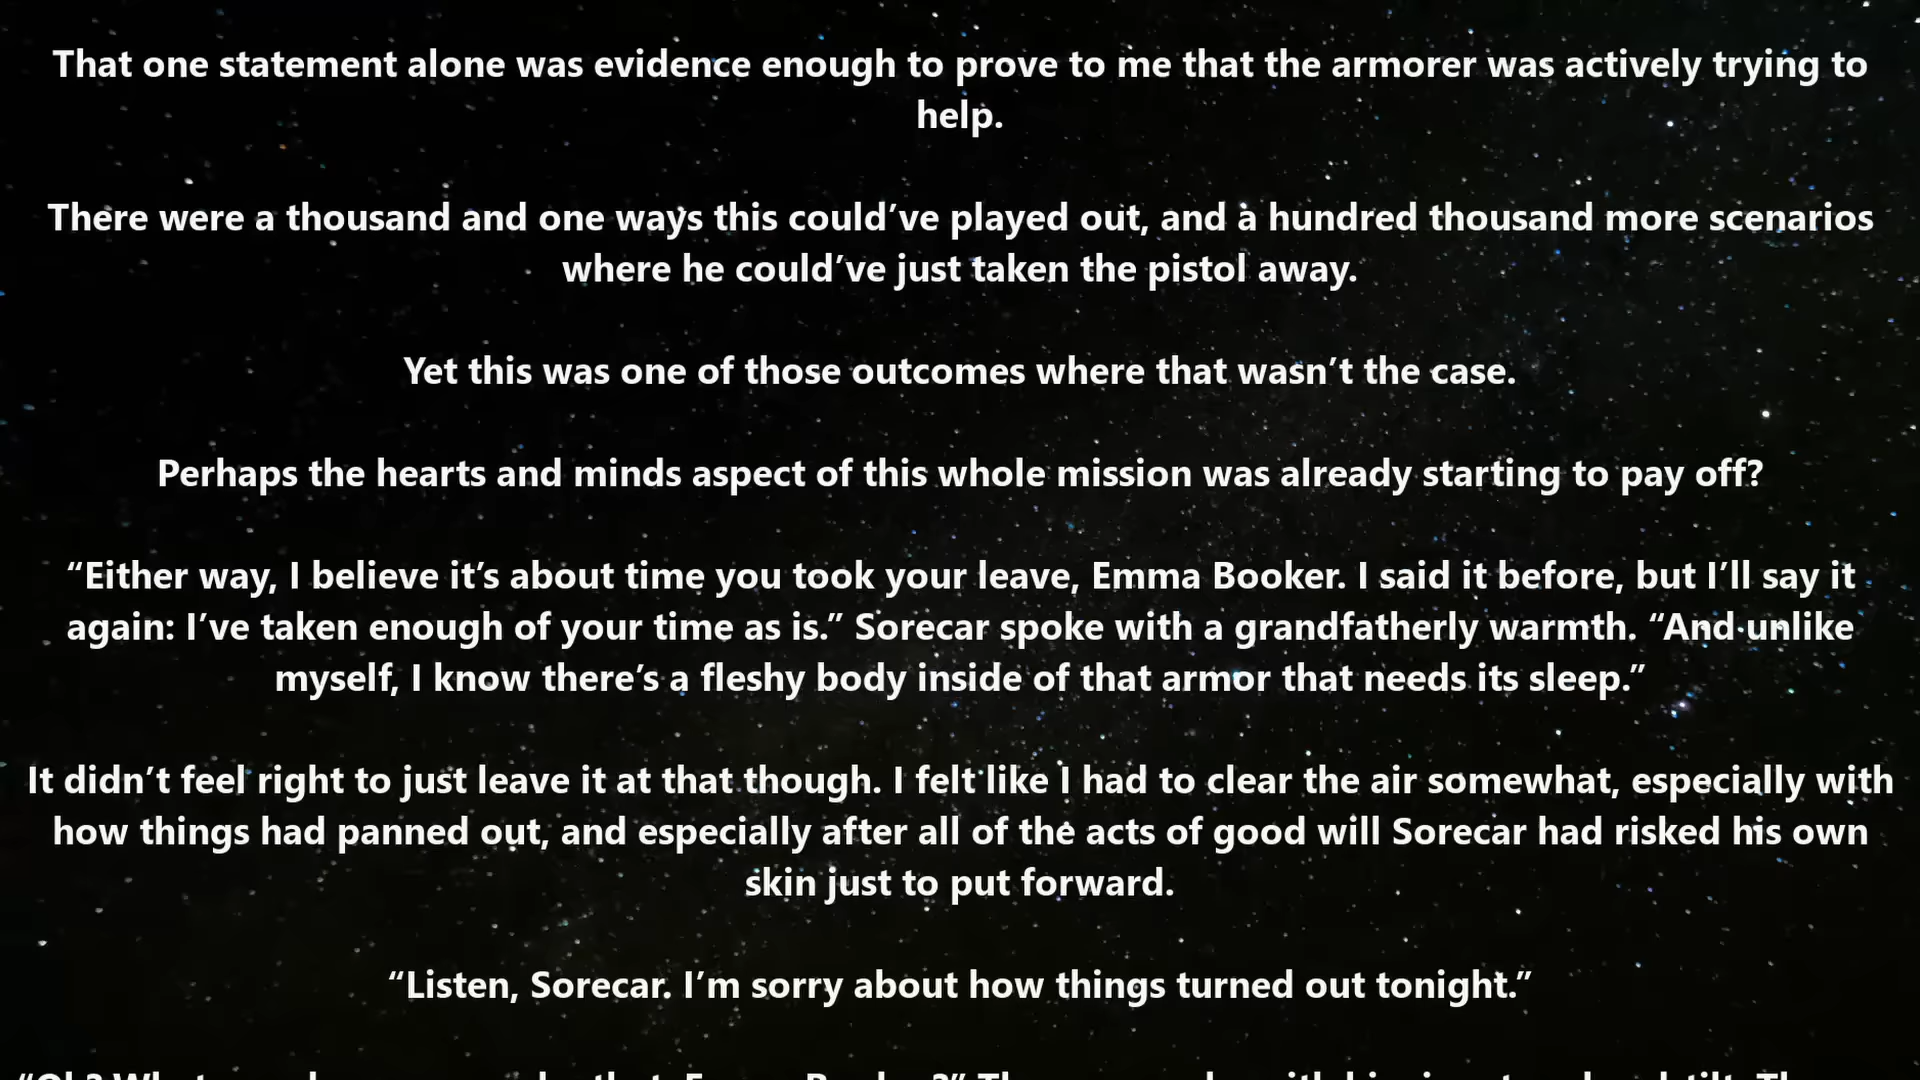 That one statement alone was evidence enough to prove to me that the armorer was actively trying to
help.
There were a thousand and one ways this could’ve played out, and a hundred thousand more scenarios
where he could’ve just taken the pistol away.
Yet this was one of those outcomes where that wasn’t the case.
Perhaps the hearts and minds aspect of this whole mission was already starting to pay off?
“Either way, I believe it’s about time you took your leave, Emma Booker. I said it before, but I’ll say it
again: I’ve taken enough of your time as is.” Sorecar spoke with a grandfatherly warmth. “And unlike
myself, I know there’s a fleshy body inside of that armor that needs its sleep.”
It didn’t feel right to just leave it at that though. I felt like I had to clear the air somewhat, especially with
how things had panned out, and especially after all of the acts of good will Sorecar had risked his own
skin just to put forward.
“Listen, Sorecar. I’m sorry about how things turned out tonight.”